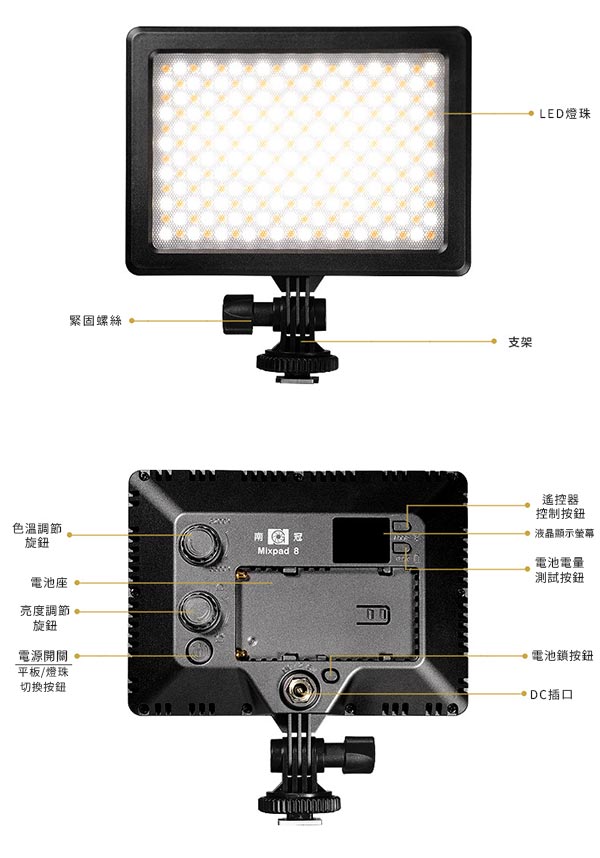 LED燈珠
緊固螺絲
支架
遙控器
控制按鈕
色溫調節
旋鈕
南 冠
Mixpad 8
液晶顯示螢幕
電池電量
測試按鈕
電池座
亮度調節
旋鈕
電源開關
平板/燈珠
切換按鈕
電池鎖按鈕
DC插口